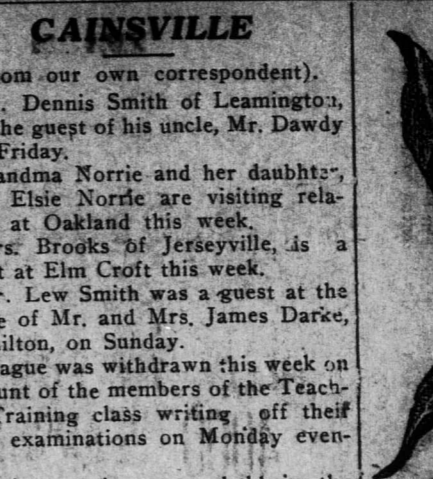 CAINSVILLE
om our own correspondent).
. Dennis Smith of Leamington,
he guest of his uncle, Mr. Dawdy
Friday.
andma Norrie and her daubhter,
Elsie Norrie are visiting rela-
at Oakland this week.
rs. Brooks of Jerseyville, is a
t at Elm Croft this week.
r. Lew Smith was a guest at the
e of Mr. and Mrs. James Darke,
ilton, on Sunday.
ague was withdrawn this week on
unt of the members of the Teach-
Training class writing off their
examinations on Monday even-